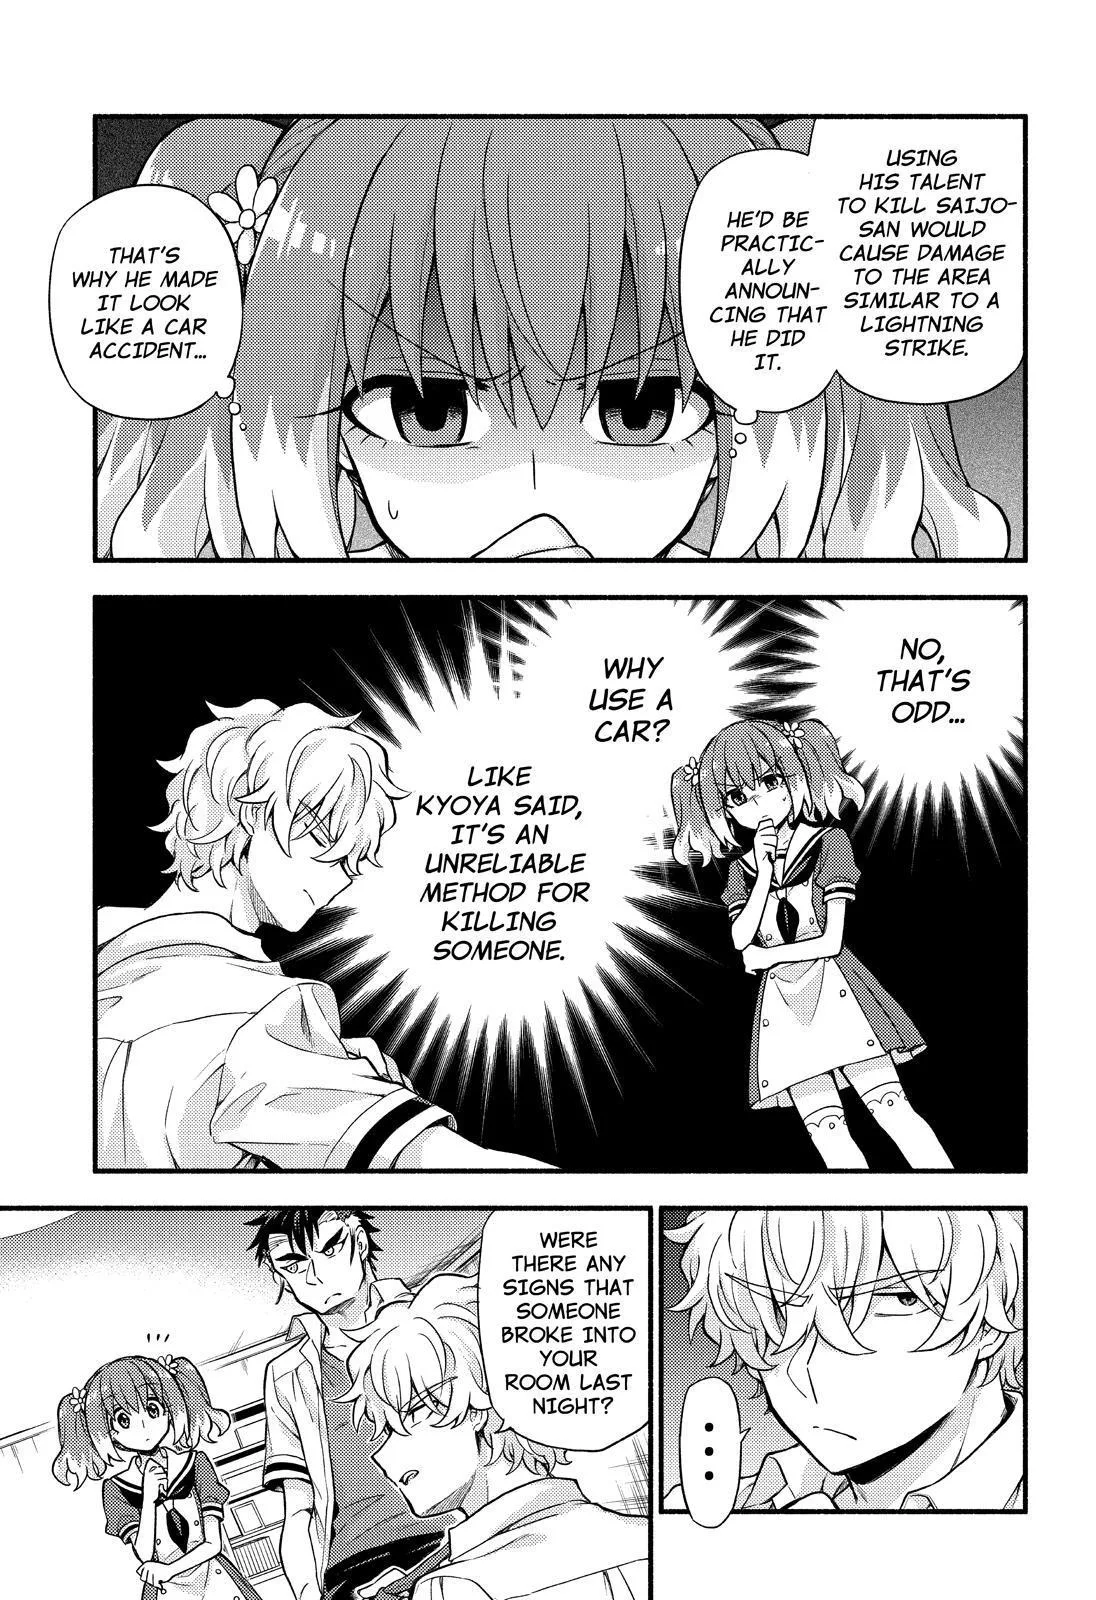 USING
HIS TALENT
TO KILL SAIJO-
SAN WOULD
CAUSE DAMAGE
TO THE AREA
SIMILAR TO A
LIGHTNING
STRIKE.
HE'D BE
PRACTIC-
ALLY
ANNOUN-
CING THAT
HE DID
IT.
THAT'S
WHY HE MADE
IT LOOK
LIKE A CAR
ACCIDENT...
NO,
THAT'S
ODD...
WHY
USE A
CAR?
LIKE
KYOYA SAID,
IT'S AN
UNRELIABLE
METHOD FOR
KILLING
SOMEONE.
...
WERE
THERE ANY
SIGNS THAT
SOMEONE
BROKE INTO
YOUR
ROOM LAST
NIGHT?